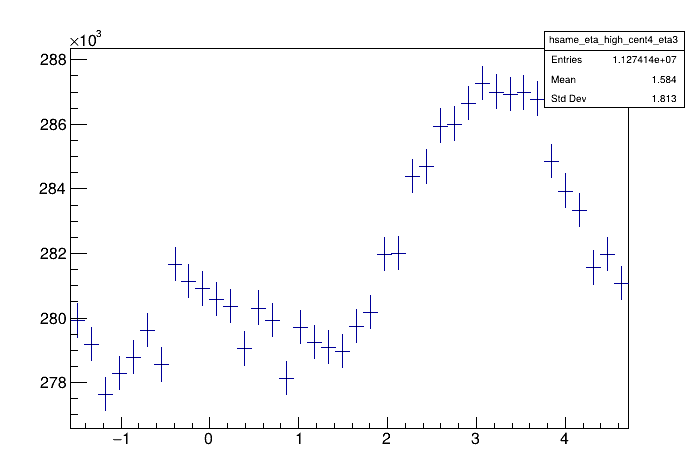 ×10³
hsame_eta_high_cent4_eta3
Entries 1.127414e+07
Mean 1.584
Std Dev 1.813
288
286
284
282
280
278
−1 0 1 2 3 4